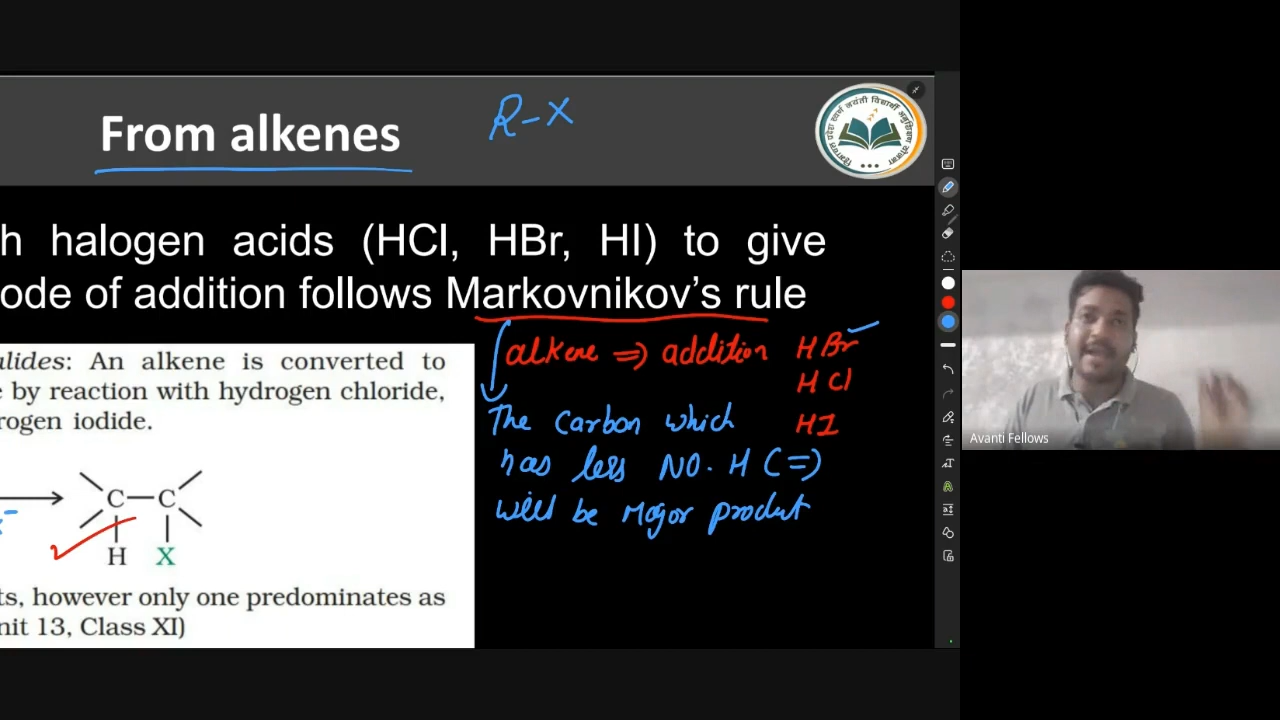 From alkenes
R-X
h halogen acids (HCl, HBr, HI) to give
ode of addition follows Markovnikov's rule
alkene ⇒ addition HBr
HCl
HI
The Carbon which
has less NO. H (=)
will be Major product
alides: An alkene is converted to
e by reaction with hydrogen chloride,
rogen iodide.
C—C
H X
ts, however only one predominates as
nit 13, Class XI)
Avanti Fellows